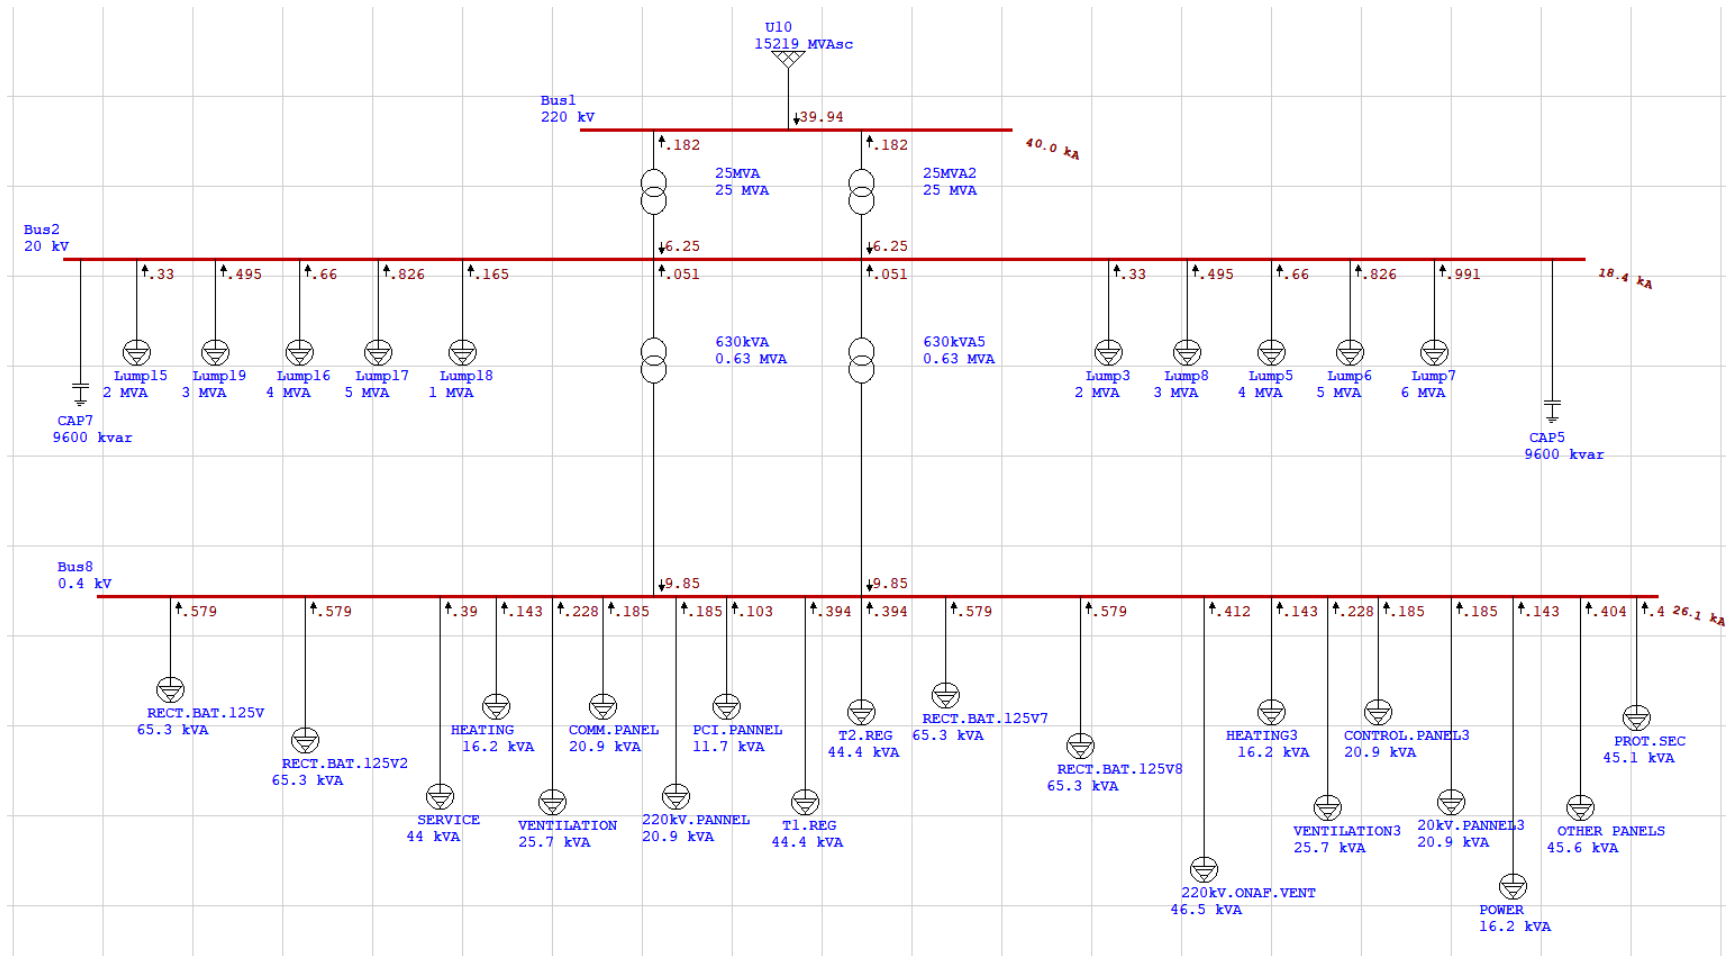 U10
15219 MVAsc
Bus1
220 kV
39.94
40.0 kA
.182
.182
25MVA
25 MVA
25MVA2
25 MVA
Bus2
20 kV
6.25
6.25
.33
.495
.66
.826
.165
.051
.051
.33
.495
.66
.826
.991
18.4 kA
630kVA
0.63 MVA
630kVA5
0.63 MVA
Lump15
2 MVA
Lump19
3 MVA
Lump16
4 MVA
Lump17
5 MVA
Lump18
1 MVA
Lump3
2 MVA
Lump8
3 MVA
Lump5
4 MVA
Lump6
5 MVA
Lump7
6 MVA
CAP7
9600 kvar
CAP5
9600 kvar
Bus8
0.4 kV
9.85
9.85
.579
.579
.39
.143
.228
.185
.185
.103
.394
.394
.579
.579
.412
.143
.228
.185
.185
.143
.404
.4
26.1 kA
RECT.BAT.125V
65.3 kVA
RECT.BAT.125V2
65.3 kVA
SERVICE
44 kVA
HEATING
16.2 kVA
VENTILATION
25.7 kVA
COMM.PANEL
20.9 kVA
220kV.PANNEL
20.9 kVA
PCI.PANNEL
11.7 kVA
T1.REG
44.4 kVA
T2.REG
44.4 kVA
RECT.BAT.125V7
65.3 kVA
RECT.BAT.125V8
65.3 kVA
220kV.ONAF.VENT
46.5 kVA
HEATING3
16.2 kVA
VENTILATION3
25.7 kVA
CONTROL.PANEL3
20.9 kVA
20kV.PANNEL3
20.9 kVA
POWER
16.2 kVA
OTHER PANELS
45.6 kVA
PROT.SEC
45.1 kVA